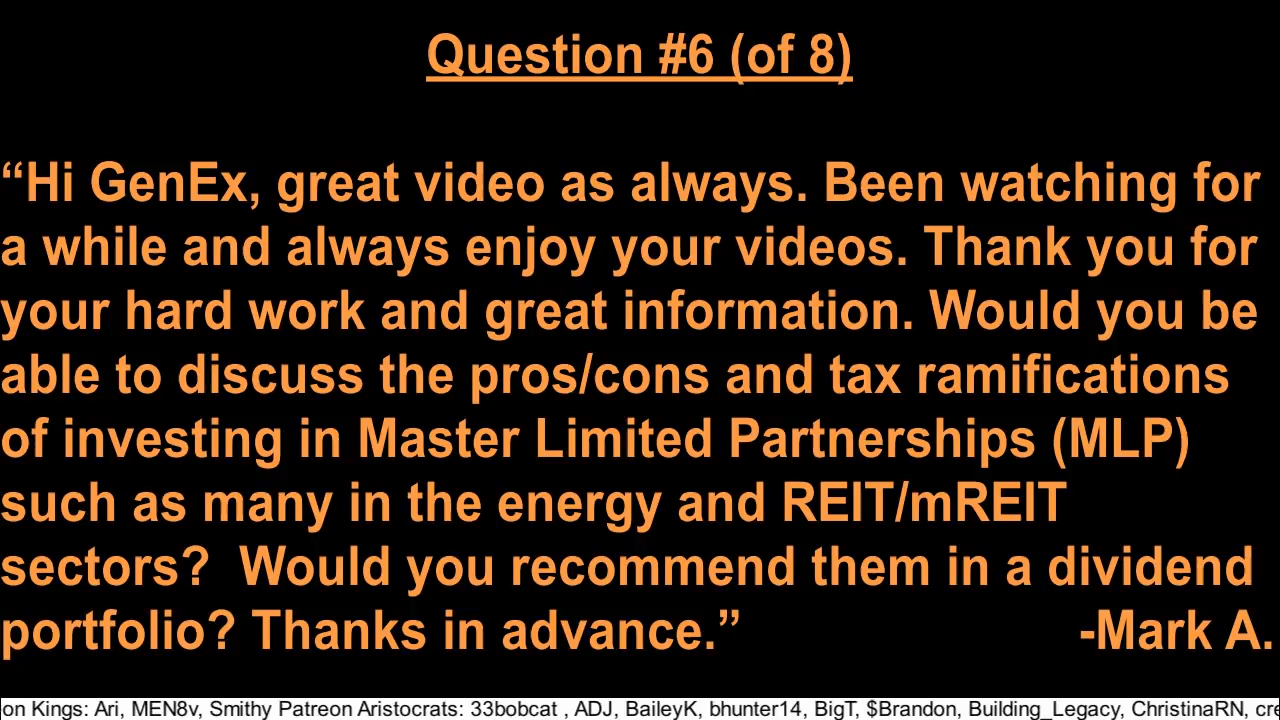 Question #6 (of 8)
“Hi GenEx, great video as always. Been watching for
a while and always enjoy your videos. Thank you for
your hard work and great information. Would you be
able to discuss the pros/cons and tax ramifications
of investing in Master Limited Partnerships (MLP)
such as many in the energy and REIT/mREIT
sectors?  Would you recommend them in a dividend
portfolio? Thanks in advance.” -Mark A.
on Kings: Ari, MEN8v, Smithy Patreon Aristocrats: 33bobcat , ADJ, BaileyK, bhunter14, BigT, $Brandon, Building_Legacy, ChristinaRN, cre